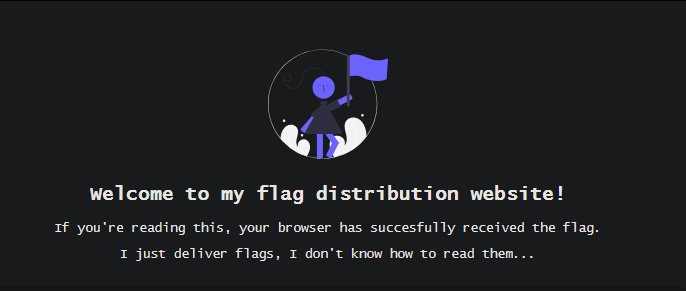 Welcome to my flag distribution website!
If you're reading this, your browser has succesfully received the flag.
I just deliver flags, I don't know how to read them...